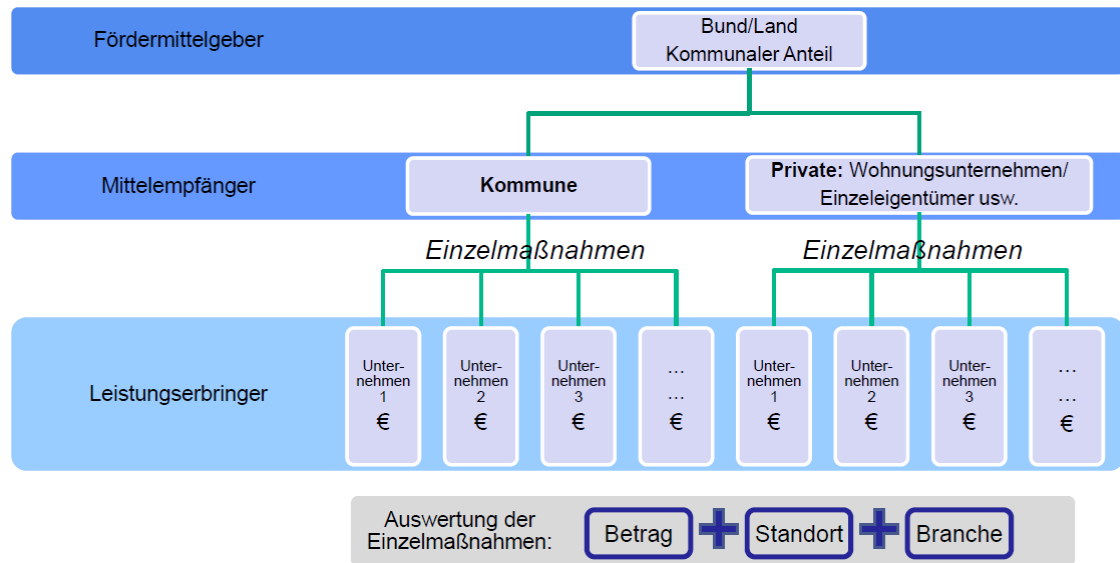 Fördermittelgeber
Bund/Land
Kommunaler Anteil
Mittelempfänger
Kommune
Private: Wohnungsunternehmen/
Einzeleigentümer usw.
Einzelmaßnahmen
Einzelmaßnahmen
Leistungserbringer
Unter-
nehmen
1
€
Unter-
nehmen
2
€
Unter-
nehmen
3
€
...
...
€
Unter-
nehmen
1
€
Unter-
nehmen
2
€
Unter-
nehmen
3
€
...
...
€
Auswertung der
Einzelmaßnahmen:
Betrag + Standort + Branche